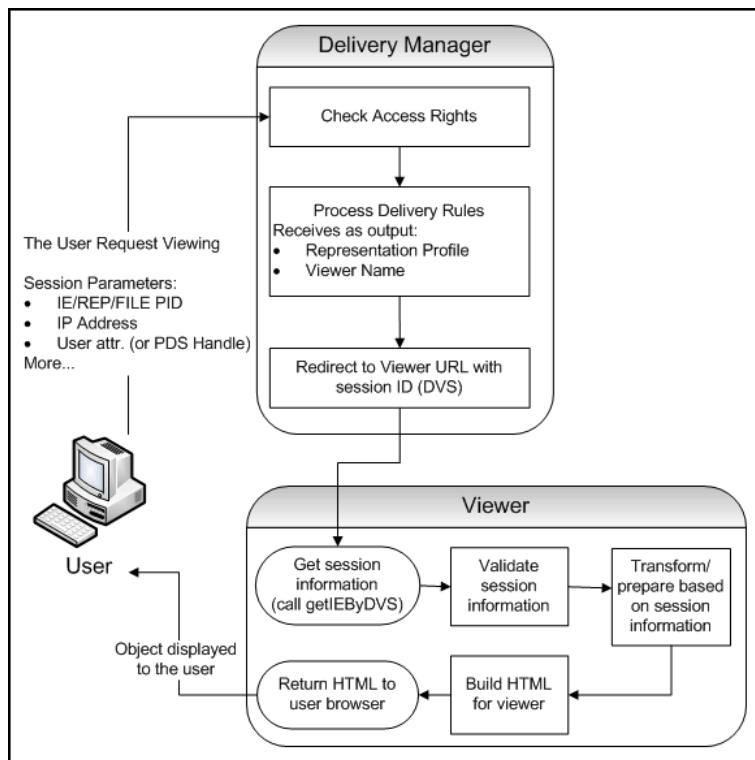 Delivery Manager
Check Access Rights
Process Delivery Rules
Receives as output:
• Representation Profile
• Viewer Name
Redirect to Viewer URL with
session ID (DVS)
The User Request Viewing
Session Parameters:
• IE/REP/FILE PID
• IP Address
• User attr. (or PDS Handle)
More...
User
Viewer
Get session
information
(call getIEByDVS)
Validate
session
information
Transform/
prepare based
on session
information
Build HTML
for viewer
Return HTML to
user browser
Object displayed
to the user